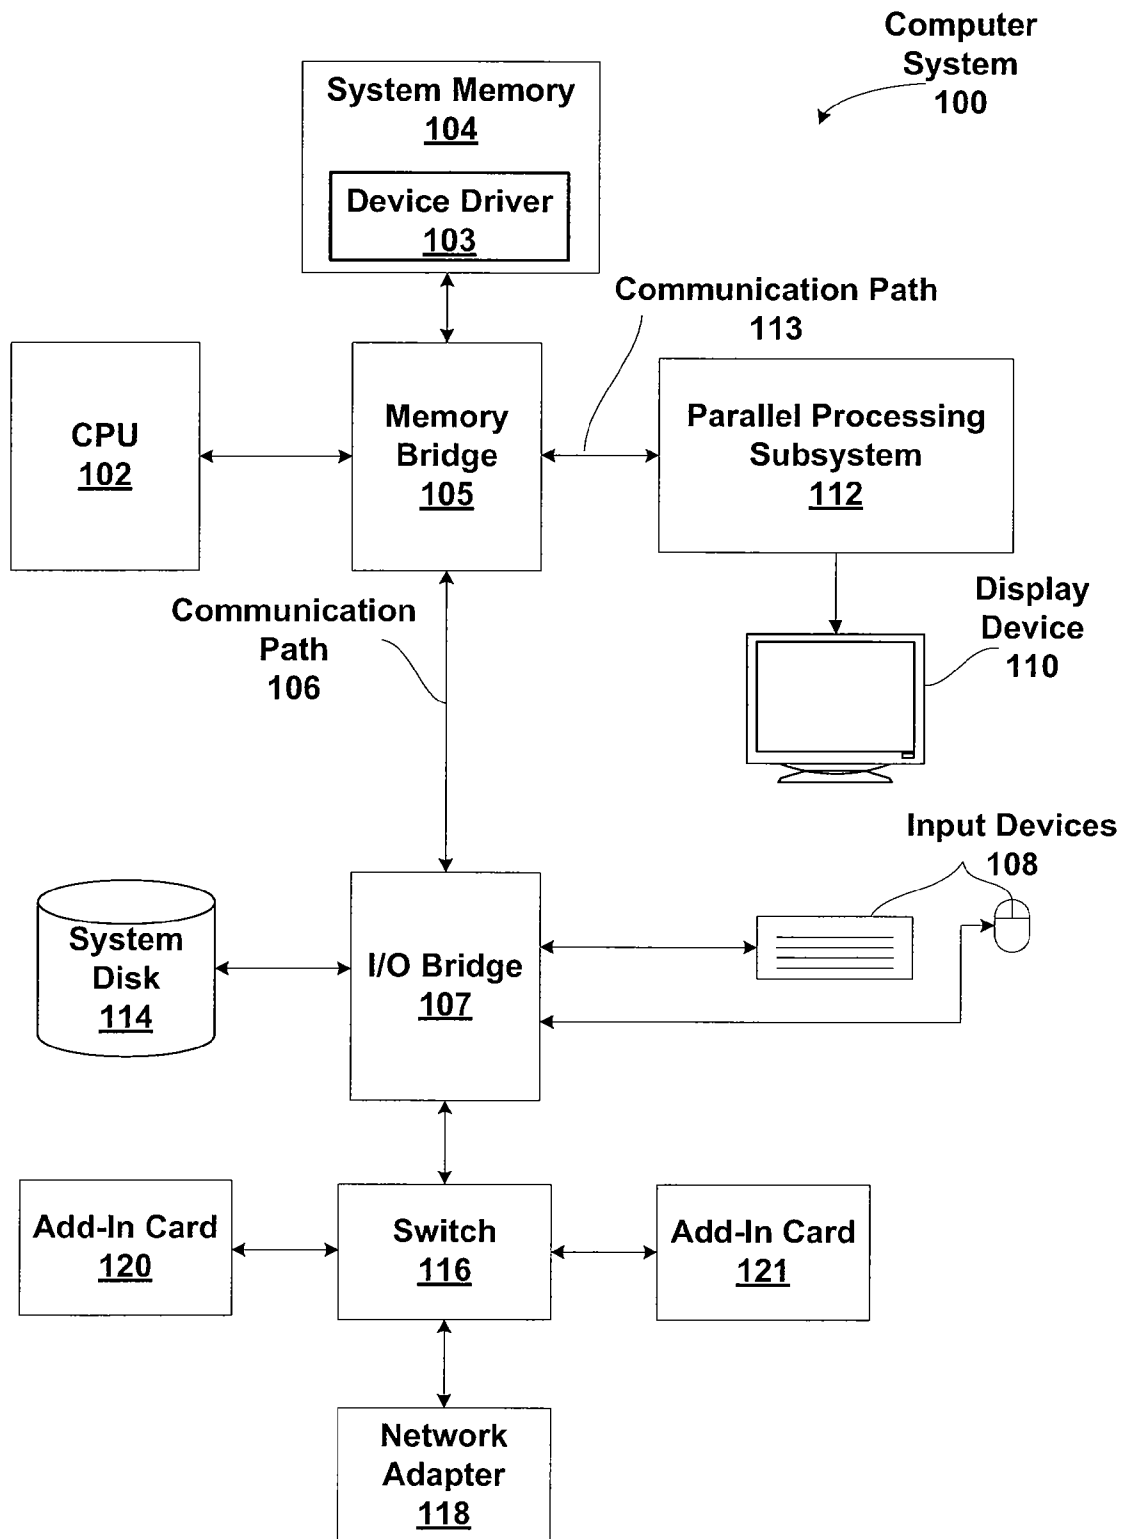 Computer
System
100
System Memory
104
Device Driver
103
Communication Path
113
CPU
102
Memory
Bridge
105
Parallel Processing
Subsystem
112
Communication
Path
106
Display
Device
110
Input Devices
108
System
Disk
114
I/O Bridge
107
Add-In Card
120
Switch
116
Add-In Card
121
Network
Adapter
118